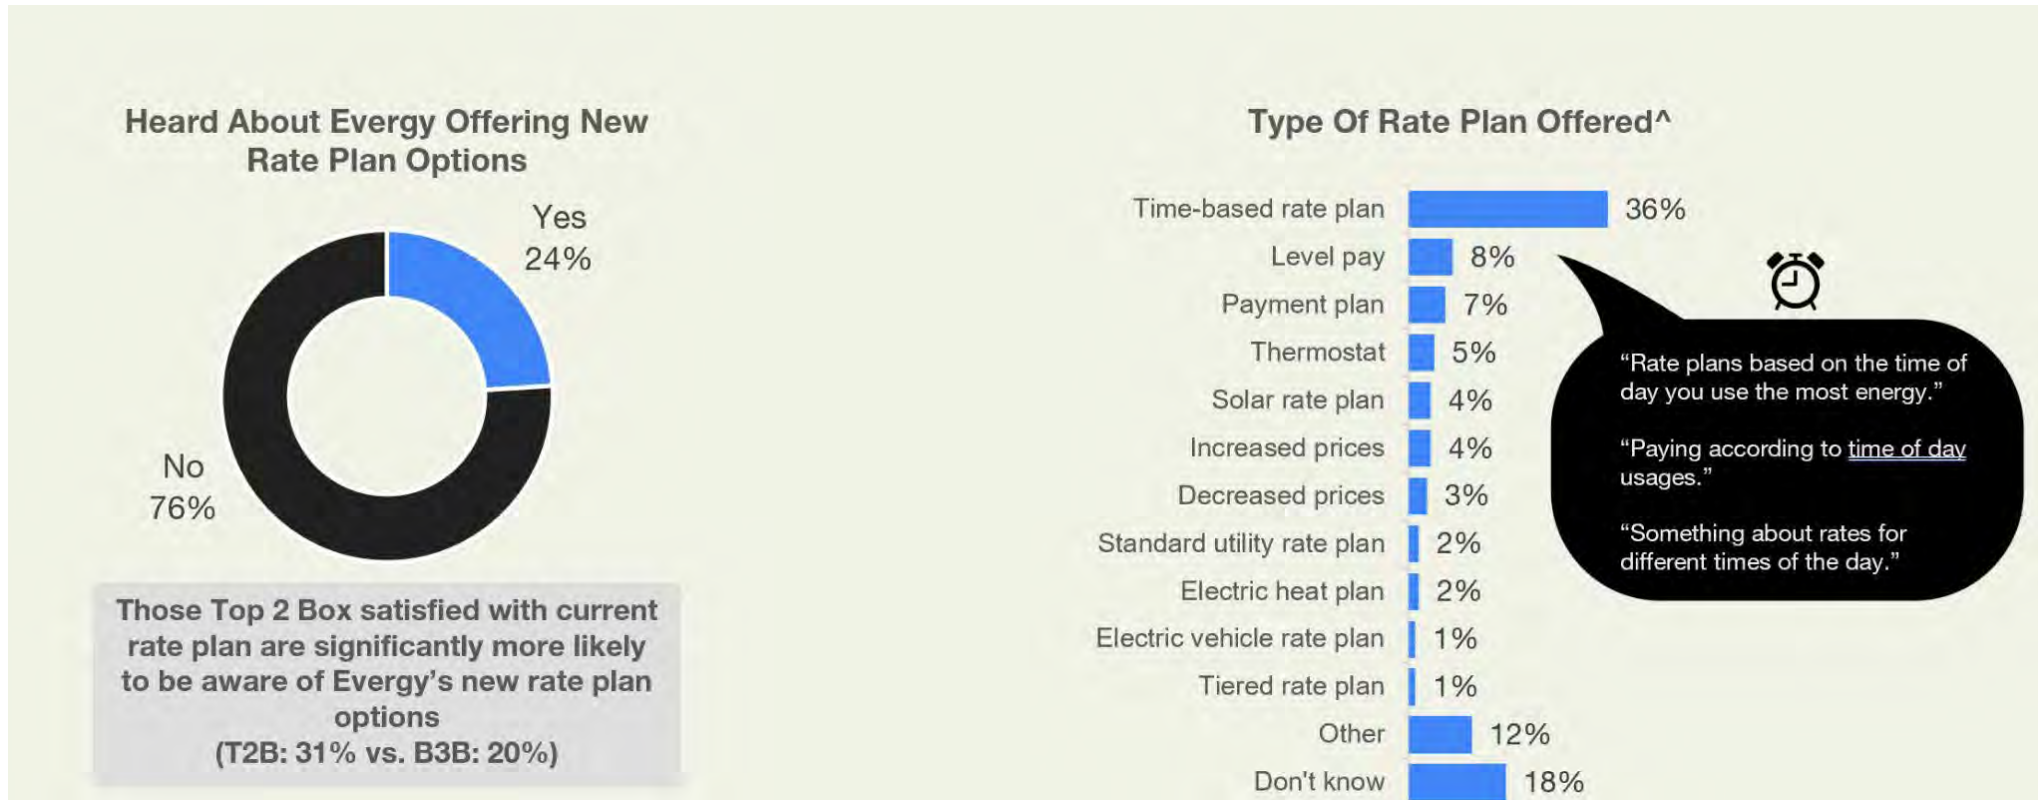 Heard About Evergy Offering New
Rate Plan Options
Yes
24%
No
76%
Those Top 2 Box satisfied with current
rate plan are significantly more likely
to be aware of Evergy’s new rate plan
options
(T2B: 31% vs. B3B: 20%)
Type Of Rate Plan Offered^
Time-based rate plan 36%
Level pay 8%
Payment plan 7%
Thermostat 5%
Solar rate plan 4%
Increased prices 4%
Decreased prices 3%
Standard utility rate plan 2%
Electric heat plan 2%
Electric vehicle rate plan 1%
Tiered rate plan 1%
Other 12%
Don't know 18%
“Rate plans based on the time of
day you use the most energy.”
“Paying according to time of day
usages.”
“Something about rates for
different times of the day.”